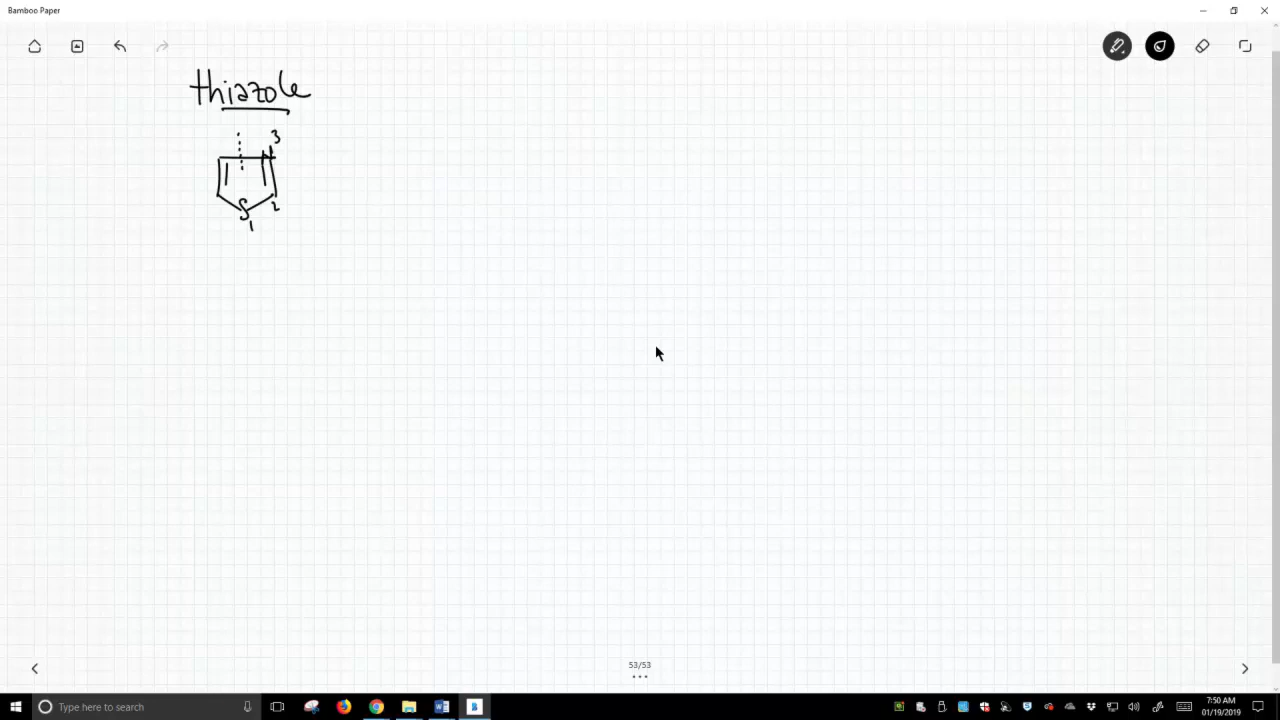 Bamboo Paper
thiazole
3
N
S
2
1
53/53
Type here to search
7:50 AM
01/19/2019